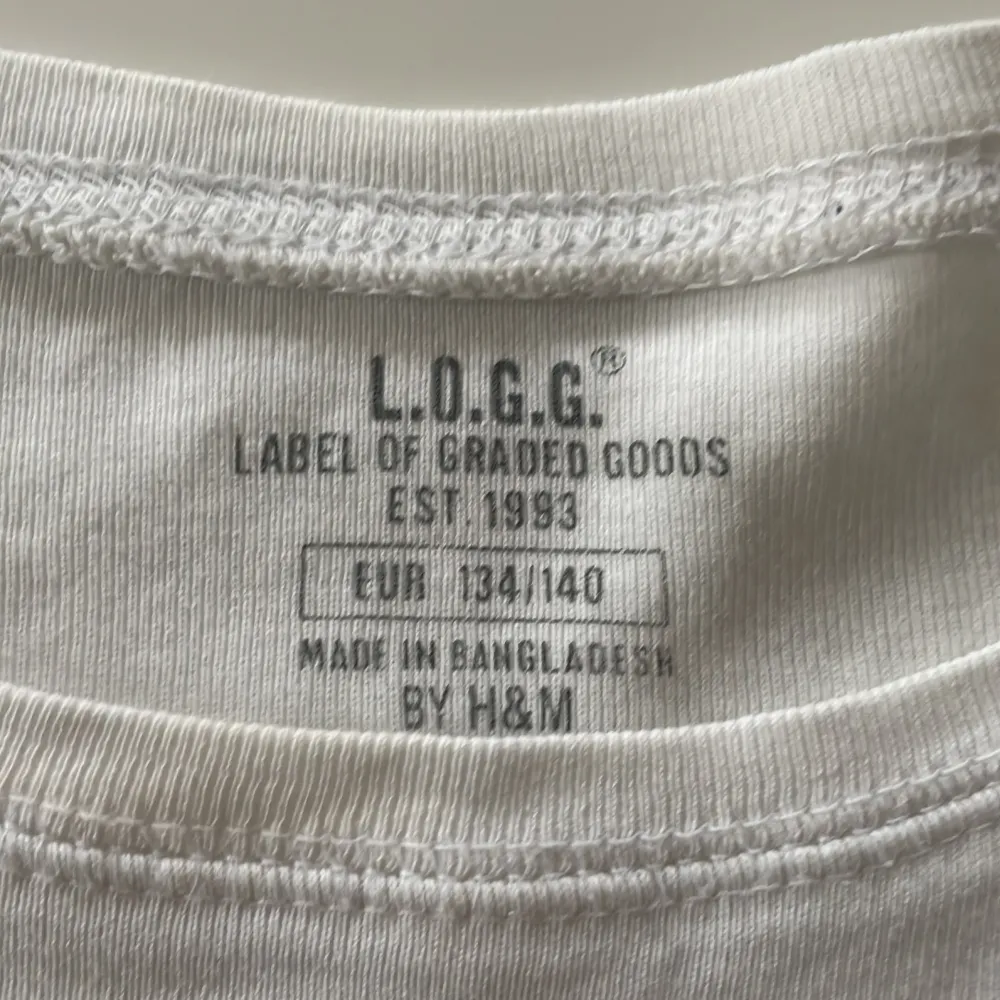 L.O.G.G.®
LABEL OF GRADED GOODS
EST. 1993
EUR 134/140
MADE IN BANGLADESH
BY H&M